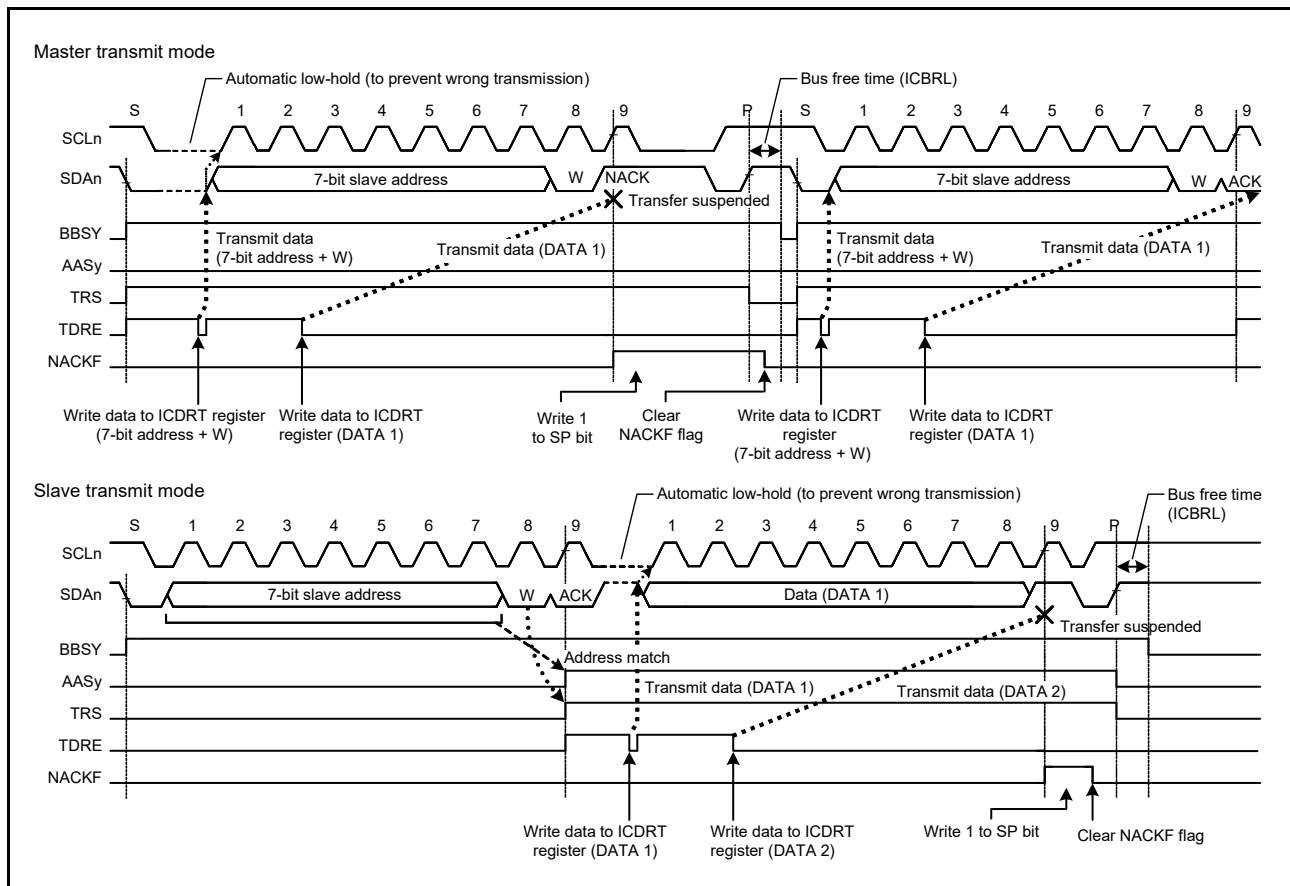 Master transmit mode
Automatic low-hold (to prevent wrong transmission)
Bus free time (ICBRL)
S 1 2 3 4 5 6 7 8 9 P S 1 2 3 4 5 6 7 8 9
SCLn
SDAn 7-bit slave address W NACK 7-bit slave address W ACK
Transfer suspended
BBSY
Transmit data
(7-bit address + W)
Transmit data (DATA 1)
Transmit data
(7-bit address + W)
Transmit data (DATA 1)
AASy
TRS
TDRE
NACKF
Write data to ICDRT register
(7-bit address + W)
Write data to ICDRT
register (DATA 1)
Write 1
to SP bit
Clear
NACKF flag
Write data to ICDRT
register
(7-bit address + W)
Write data to ICDRT
register (DATA 1)
Slave transmit mode
Automatic low-hold (to prevent wrong transmission)
Bus free time
(ICBRL)
S 1 2 3 4 5 6 7 8 9 1 2 3 4 5 6 7 8 9 P
SCLn
SDAn 7-bit slave address W ACK Data (DATA 1)
Transfer suspended
BBSY
Address match
AASy
Transmit data (DATA 1)
Transmit data (DATA 2)
TRS
TDRE
NACKF
Write data to ICDRT
register (DATA 1)
Write data to ICDRT
register (DATA 2)
Write 1 to SP bit
Clear NACKF flag